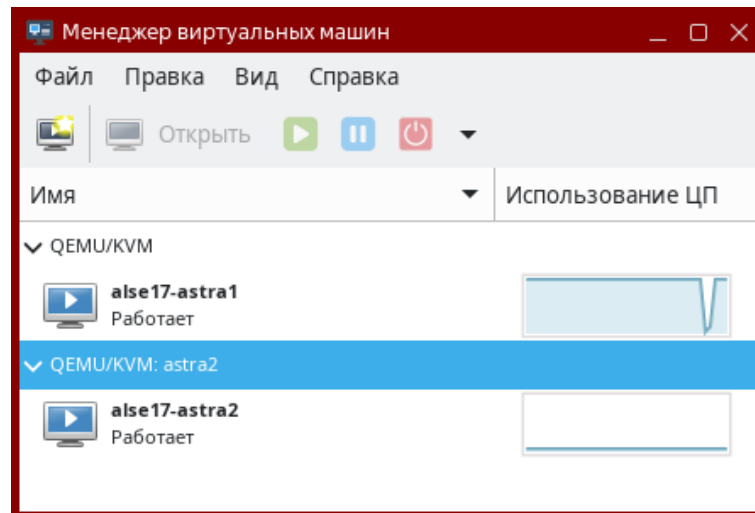 Менеджер виртуальных машин
Файл Правка Вид Справка
Открыть
Имя Использование ЦП
QEMU/KVM
alse17-astra1
Работает
QEMU/KVM: astra2
alse17-astra2
Работает